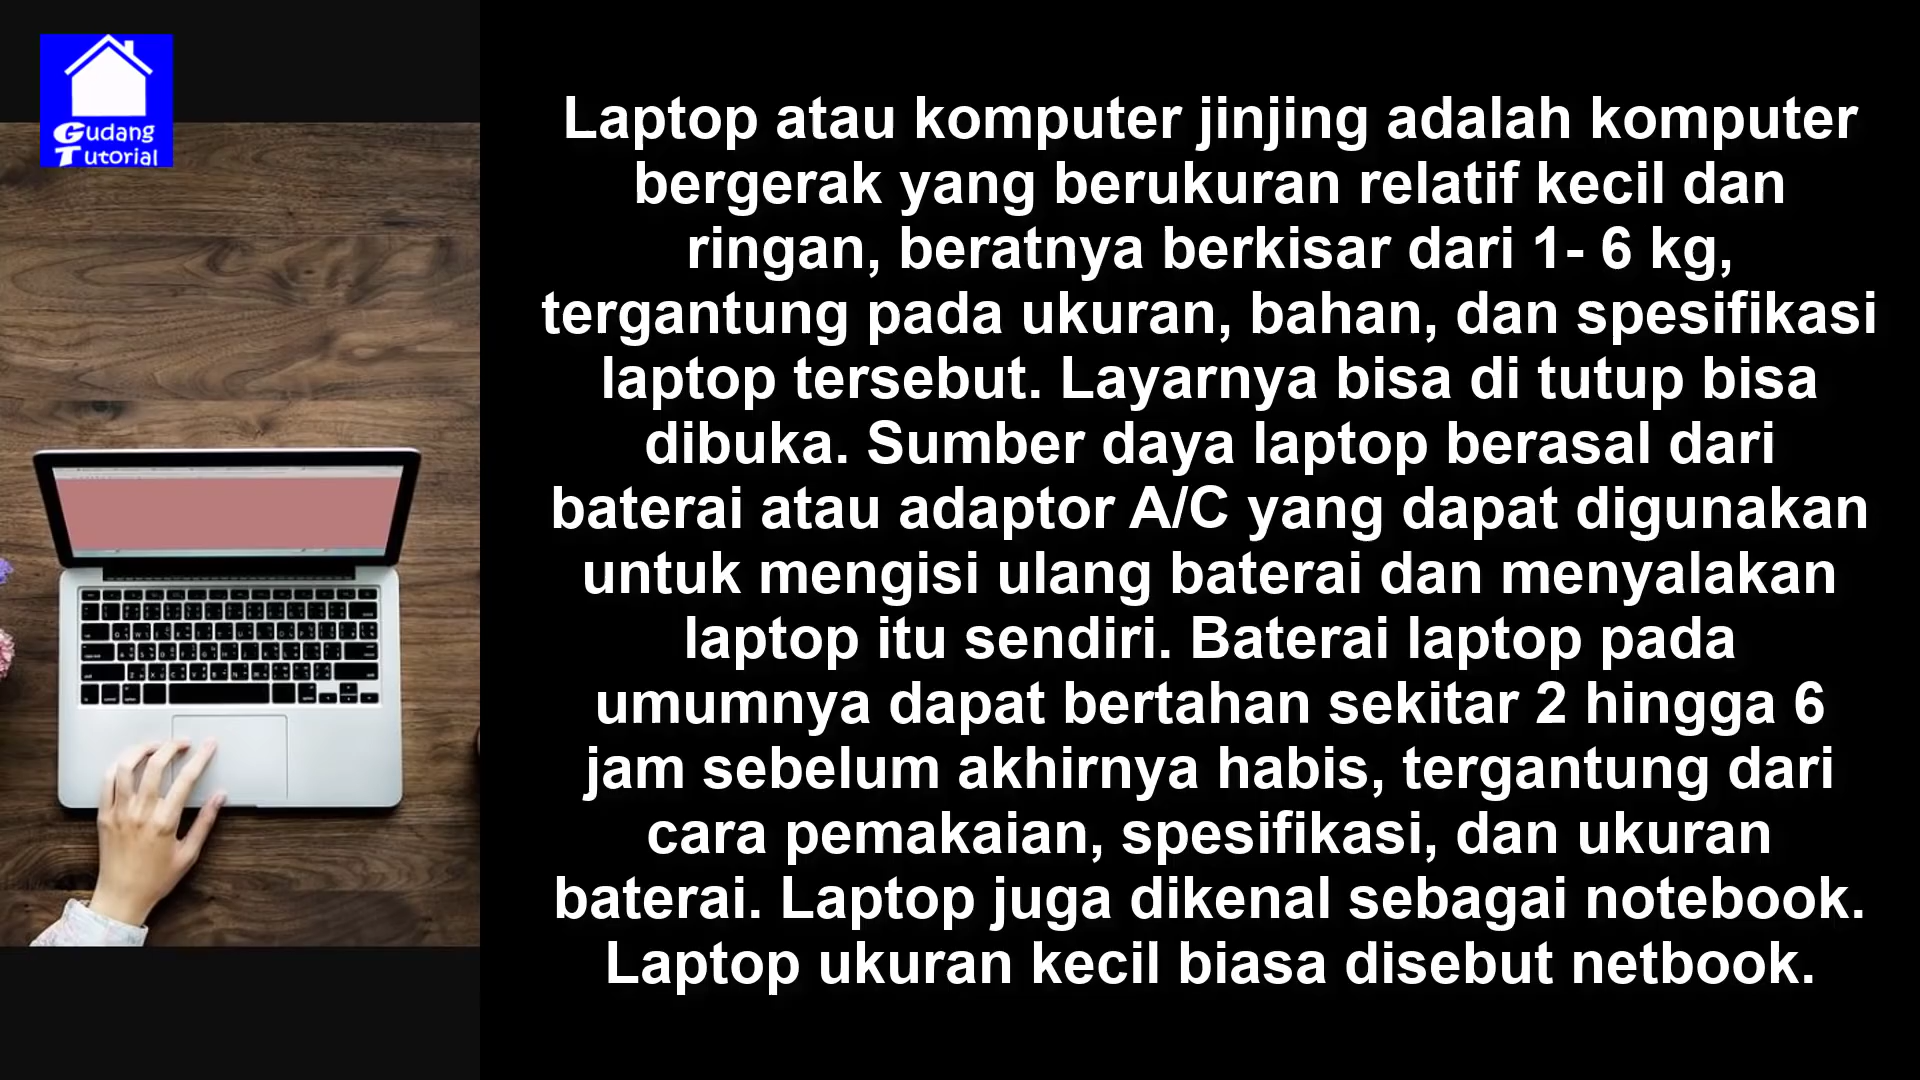 Gudang
Tutorial
Laptop atau komputer jinjing adalah komputer
bergerak yang berukuran relatif kecil dan
ringan, beratnya berkisar dari 1- 6 kg,
tergantung pada ukuran, bahan, dan spesifikasi
laptop tersebut. Layarnya bisa di tutup bisa
dibuka. Sumber daya laptop berasal dari
baterai atau adaptor A/C yang dapat digunakan
untuk mengisi ulang baterai dan menyalakan
laptop itu sendiri. Baterai laptop pada
umumnya dapat bertahan sekitar 2 hingga 6
jam sebelum akhirnya habis, tergantung dari
cara pemakaian, spesifikasi, dan ukuran
baterai. Laptop juga dikenal sebagai notebook.
Laptop ukuran kecil biasa disebut netbook.